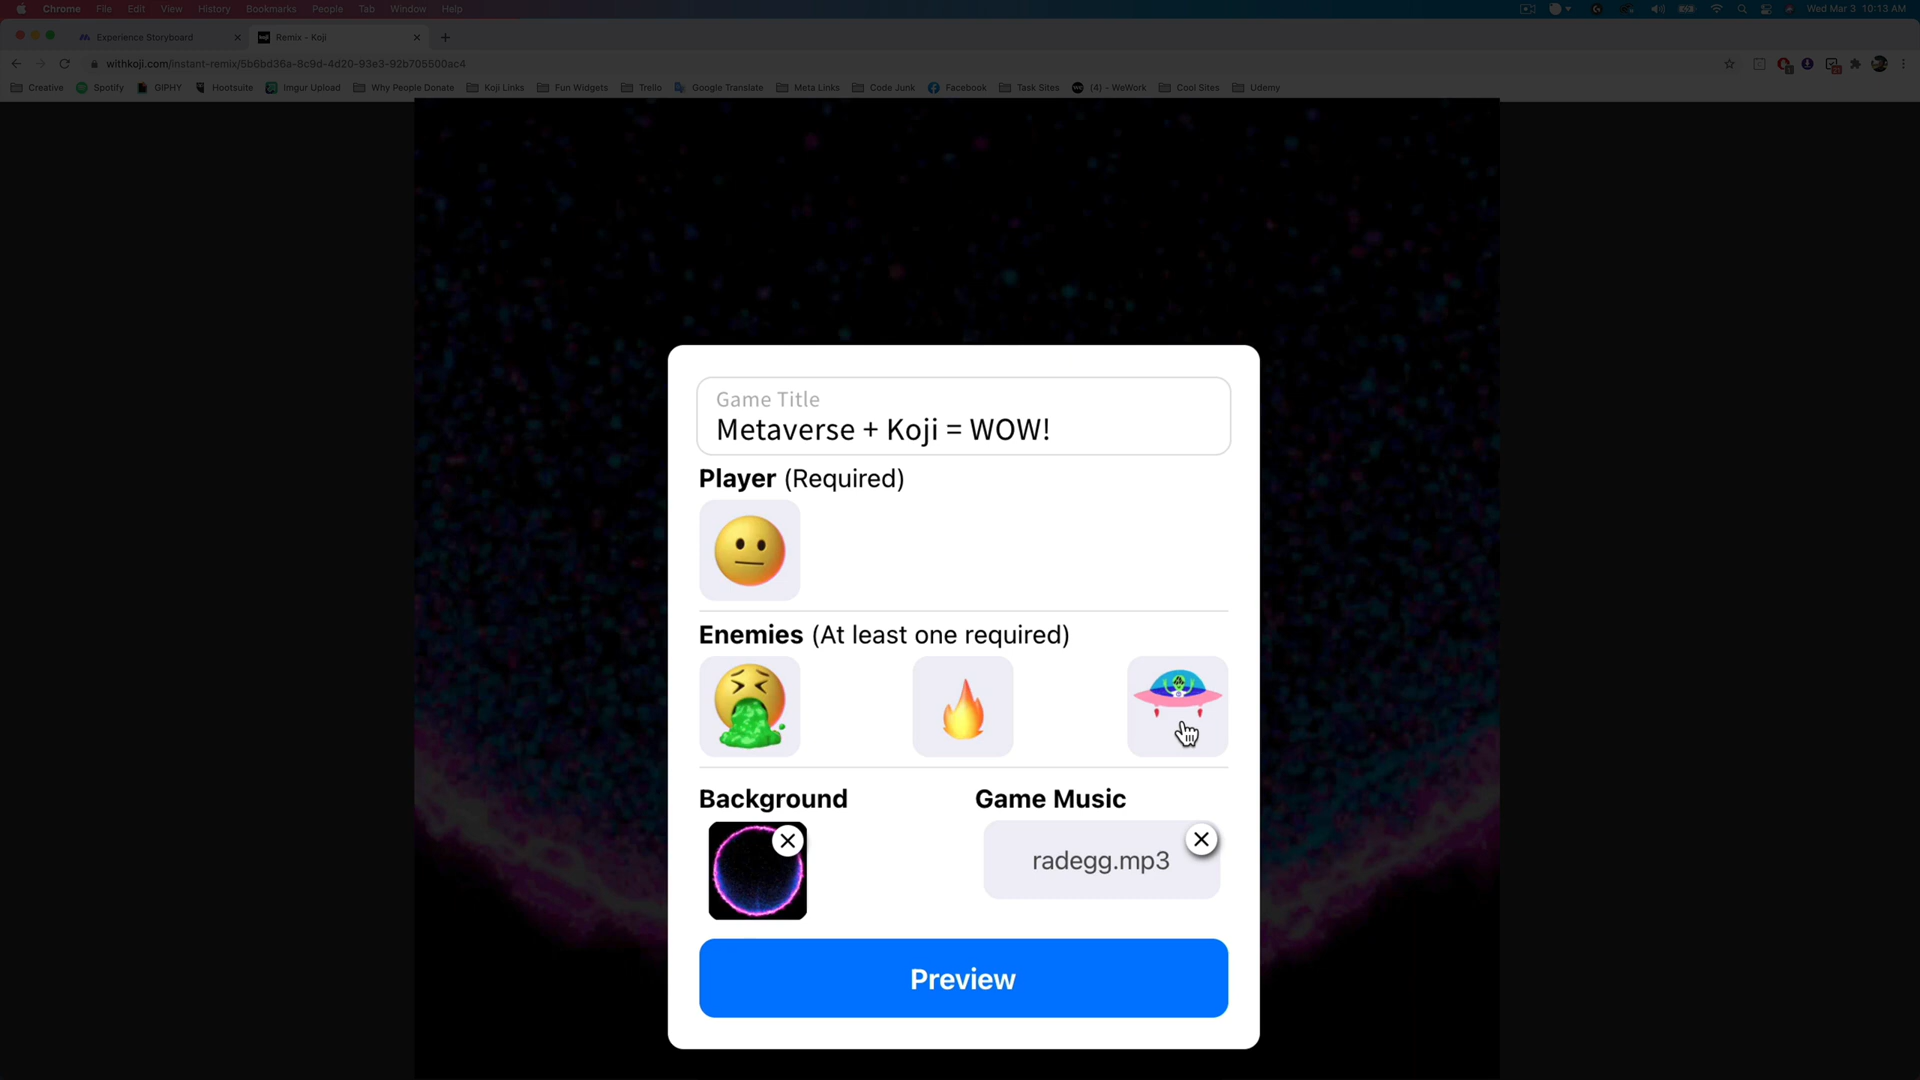 Chrome File Edit View History Bookmarks People Tab Window Help Wed Mar 3 10:13 AM
Experience Storyboard Remix - Koji
withkoji.com/instant-remix/5b6bd36a-8c9d-4d20-93e3-92b705500ac4
Creative Spotify GIPHY Hootsuite Imgur Upload Why People Donate Koji Links Fun Widgets Trello Google Translate Meta Links Code Junk Facebook Task Sites (4) - WeWork Cool Sites Udemy
Game Title
Metaverse + Koji = WOW!
Player (Required)
Enemies (At least one required)
Background Game Music
radegg.mp3
Preview